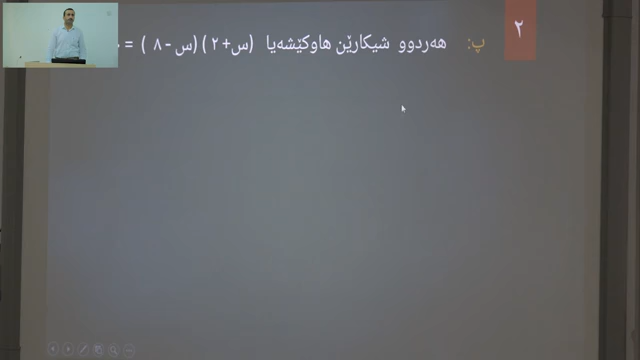 ٢
پ: هەردوو شیکارێن هاوکێشەیا (س+ ٢ ) (س - ٨ ) = ٠